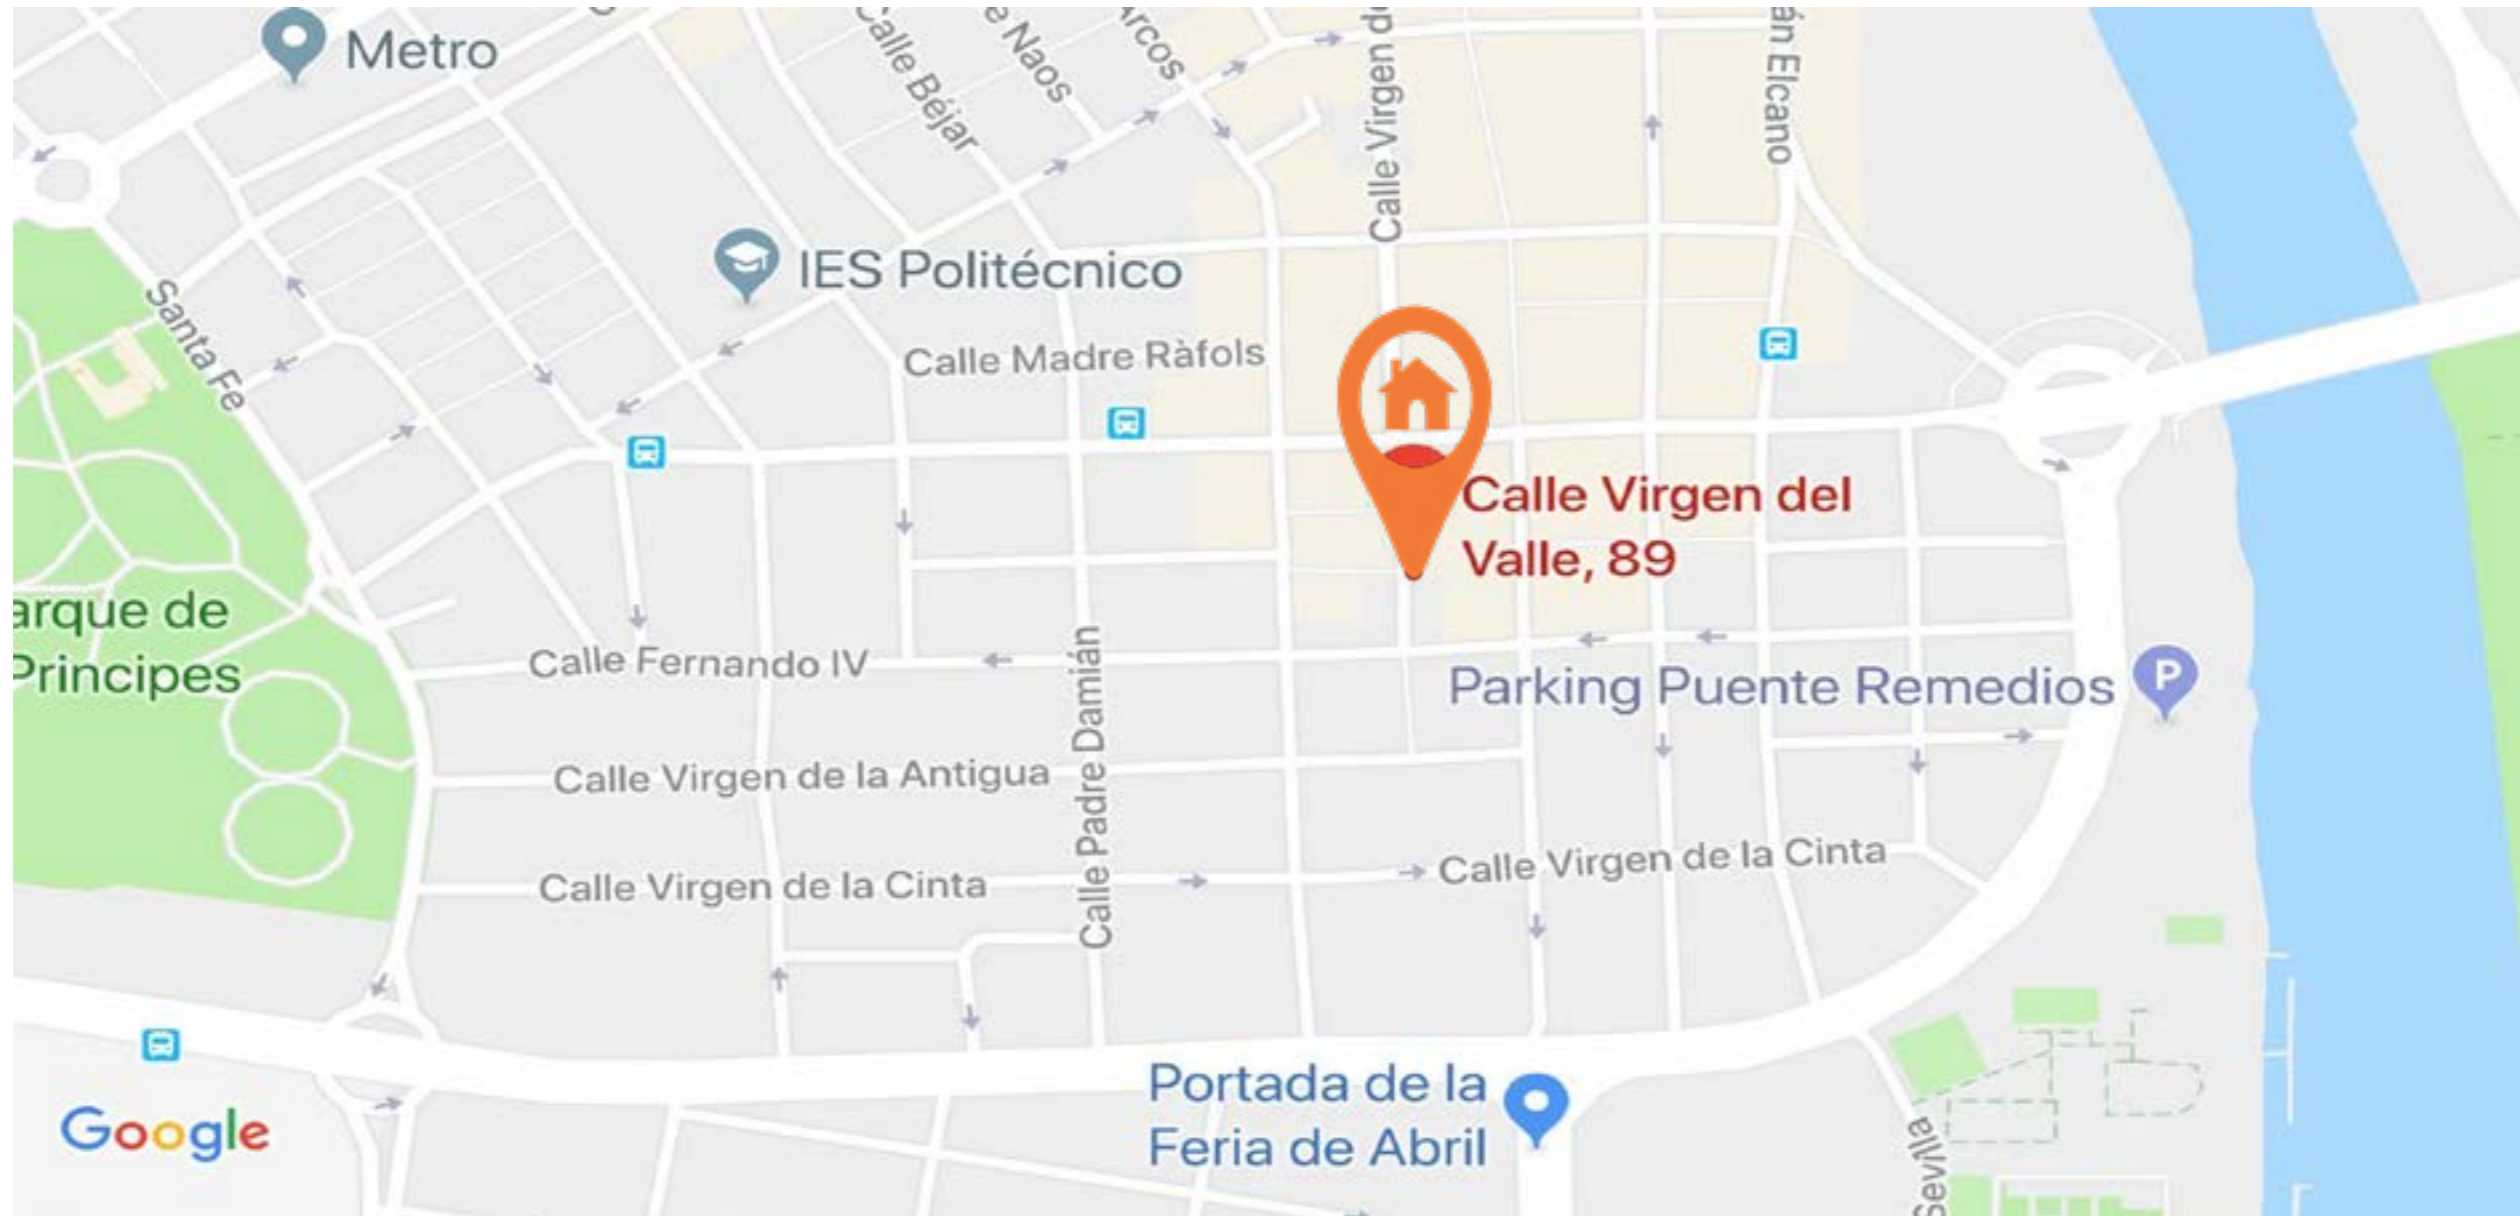 Metro
Calle Béjar
e Naos
Arcos
Calle Virgen d
án Elcano
IES Politécnico
Santa Fe
Calle Madre Ràfols
Calle Virgen del
Valle, 89
arque de
Principes
Calle Fernando IV
Calle Padre Damián
Parking Puente Remedios
P
Calle Virgen de la Antigua
Calle Virgen de la Cinta
Calle Virgen de la Cinta
Portada de la
Feria de Abril
Google
Sevilla